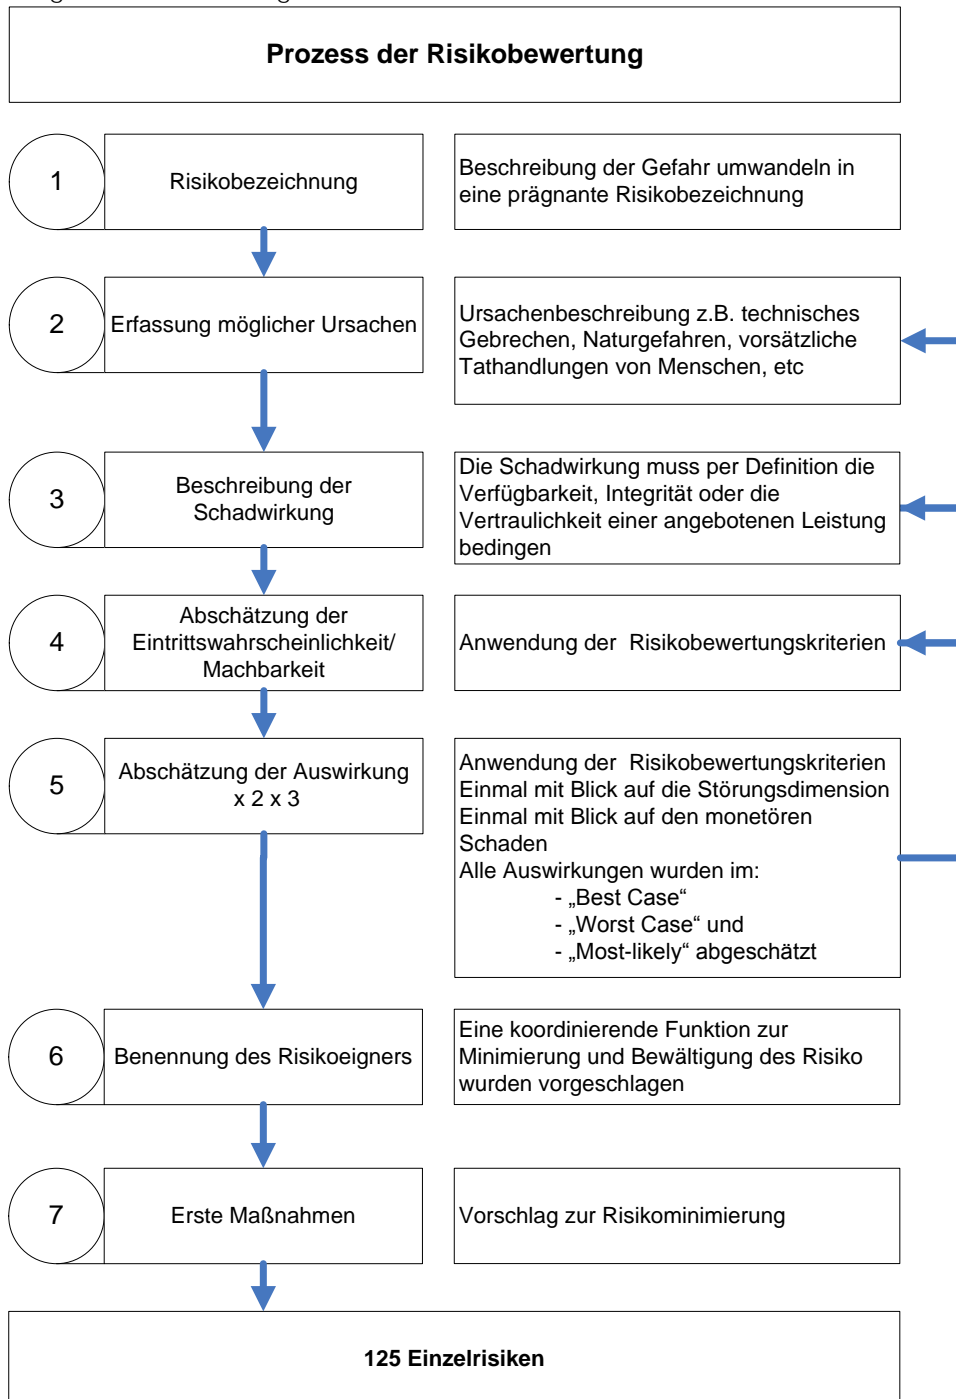 Prozess der Risikobewertung
1
Risikobezeichnung
Beschreibung der Gefahr umwandeln in
eine prägnante Risikobezeichnung
2
Erfassung möglicher Ursachen
Ursachenbeschreibung z.B. technisches
Gebrechen, Naturgefahren, vorsätzliche
Tathandlungen von Menschen, etc
3
Beschreibung der
Schadwirkung
Die Schadwirkung muss per Definition die
Verfügbarkeit, Integrität oder die
Vertraulichkeit einer angebotenen Leistung
bedingen
4
Abschätzung der
Eintrittswahrscheinlichkeit/
Machbarkeit
Anwendung der Risikobewertungskriterien
5
Abschätzung der Auswirkung
x 2 x 3
Anwendung der Risikobewertungskriterien
Einmal mit Blick auf die Störungsdimension
Einmal mit Blick auf den monetören
Schaden
Alle Auswirkungen wurden im:
- „Best Case“
- „Worst Case“ und
- „Most-likely“ abgeschätzt
6
Benennung des Risikoeigners
Eine koordinierende Funktion zur
Minimierung und Bewältigung des Risiko
wurden vorgeschlagen
7
Erste Maßnahmen
Vorschlag zur Risikominimierung
125 Einzelrisiken